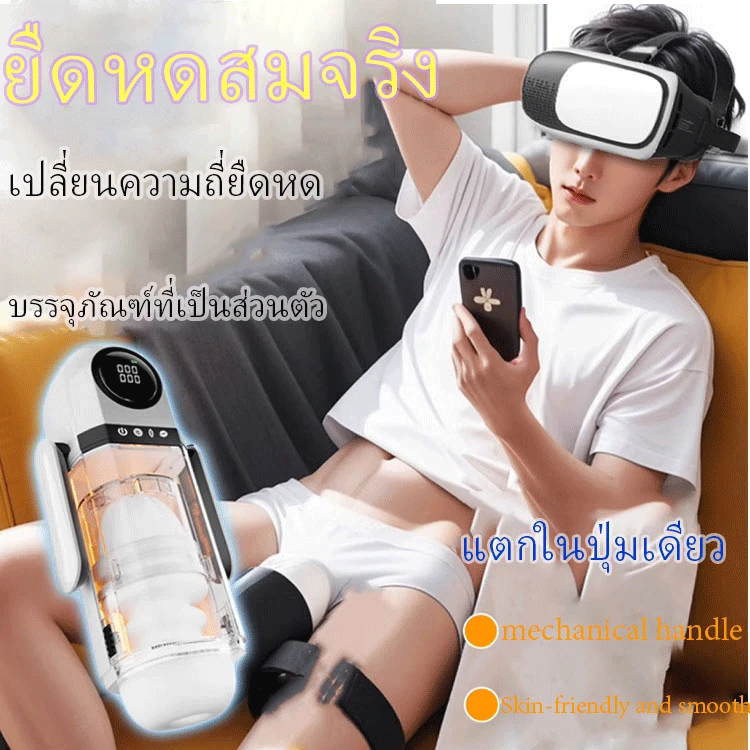 ยืดหดสมจริง
เปลี่ยนความถี่ยืดหด
บรรจุภัณฑ์ที่เป็นส่วนตัว
000
000
แตกในปุ่มเดียว
mechanical handle
Skin-friendly and smooth